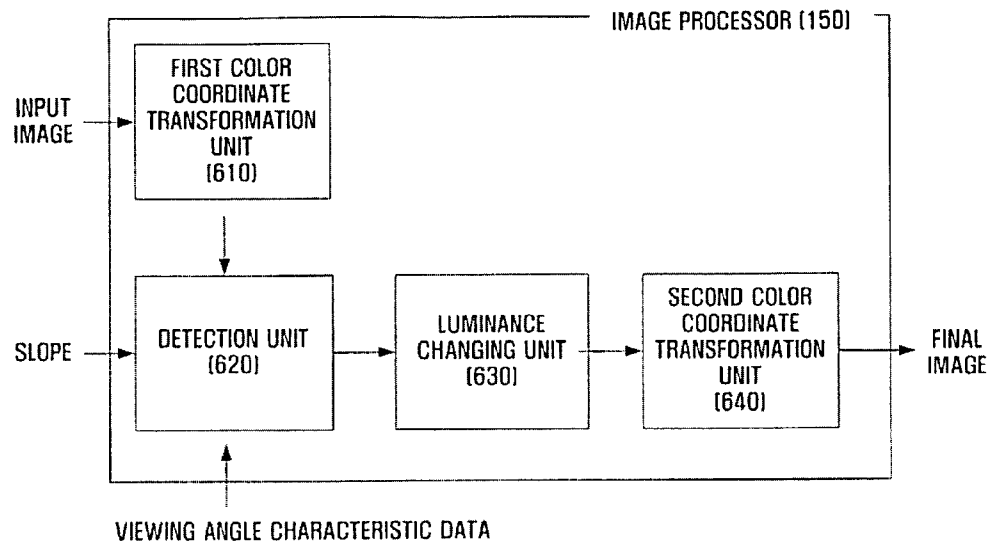 IMAGE PROCESSOR (150)
FIRST COLOR
COORDINATE
TRANSFORMATION
UNIT
(610)
INPUT
IMAGE
SLOPE
DETECTION UNIT
(620)
LUMINANCE
CHANGING UNIT
(630)
SECOND COLOR
COORDINATE
TRANSFORMATION
UNIT
(640)
FINAL
IMAGE
VIEWING ANGLE CHARACTERISTIC DATA